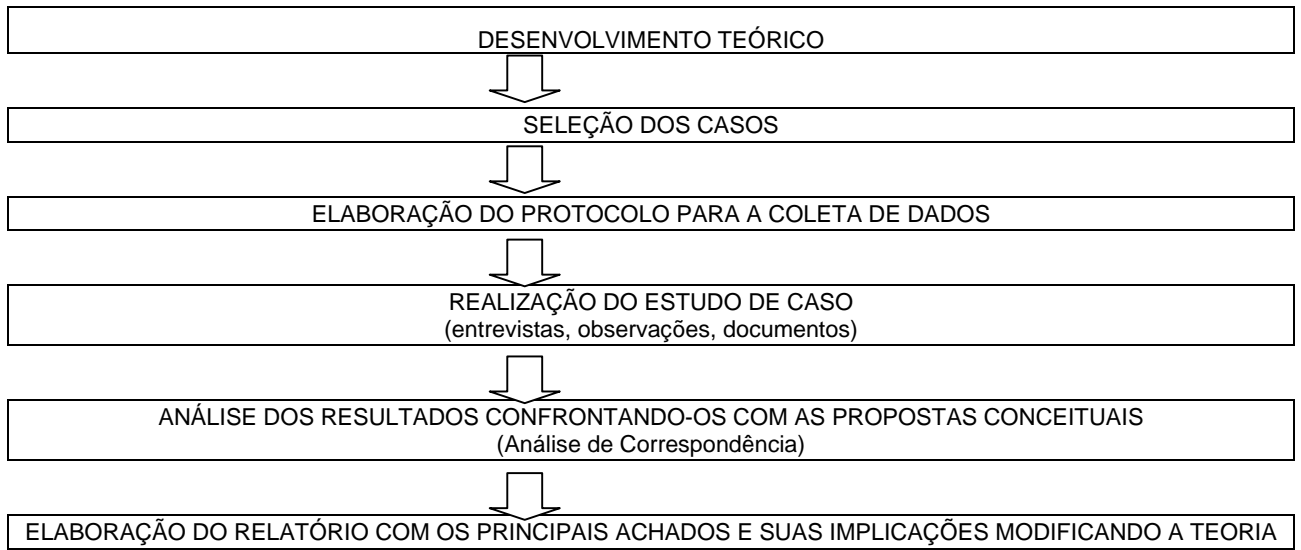 DESENVOLVIMENTO TEÓRICO
SELEÇÃO DOS CASOS
ELABORAÇÃO DO PROTOCOLO PARA A COLETA DE DADOS
REALIZAÇÃO DO ESTUDO DE CASO
(entrevistas, observações, documentos)
ANÁLISE DOS RESULTADOS CONFRONTANDO-OS COM AS PROPOSTAS CONCEITUAIS
(Análise de Correspondência)
ELABORAÇÃO DO RELATÓRIO COM OS PRINCIPAIS ACHADOS E SUAS IMPLICAÇÕES MODIFICANDO A TEORIA